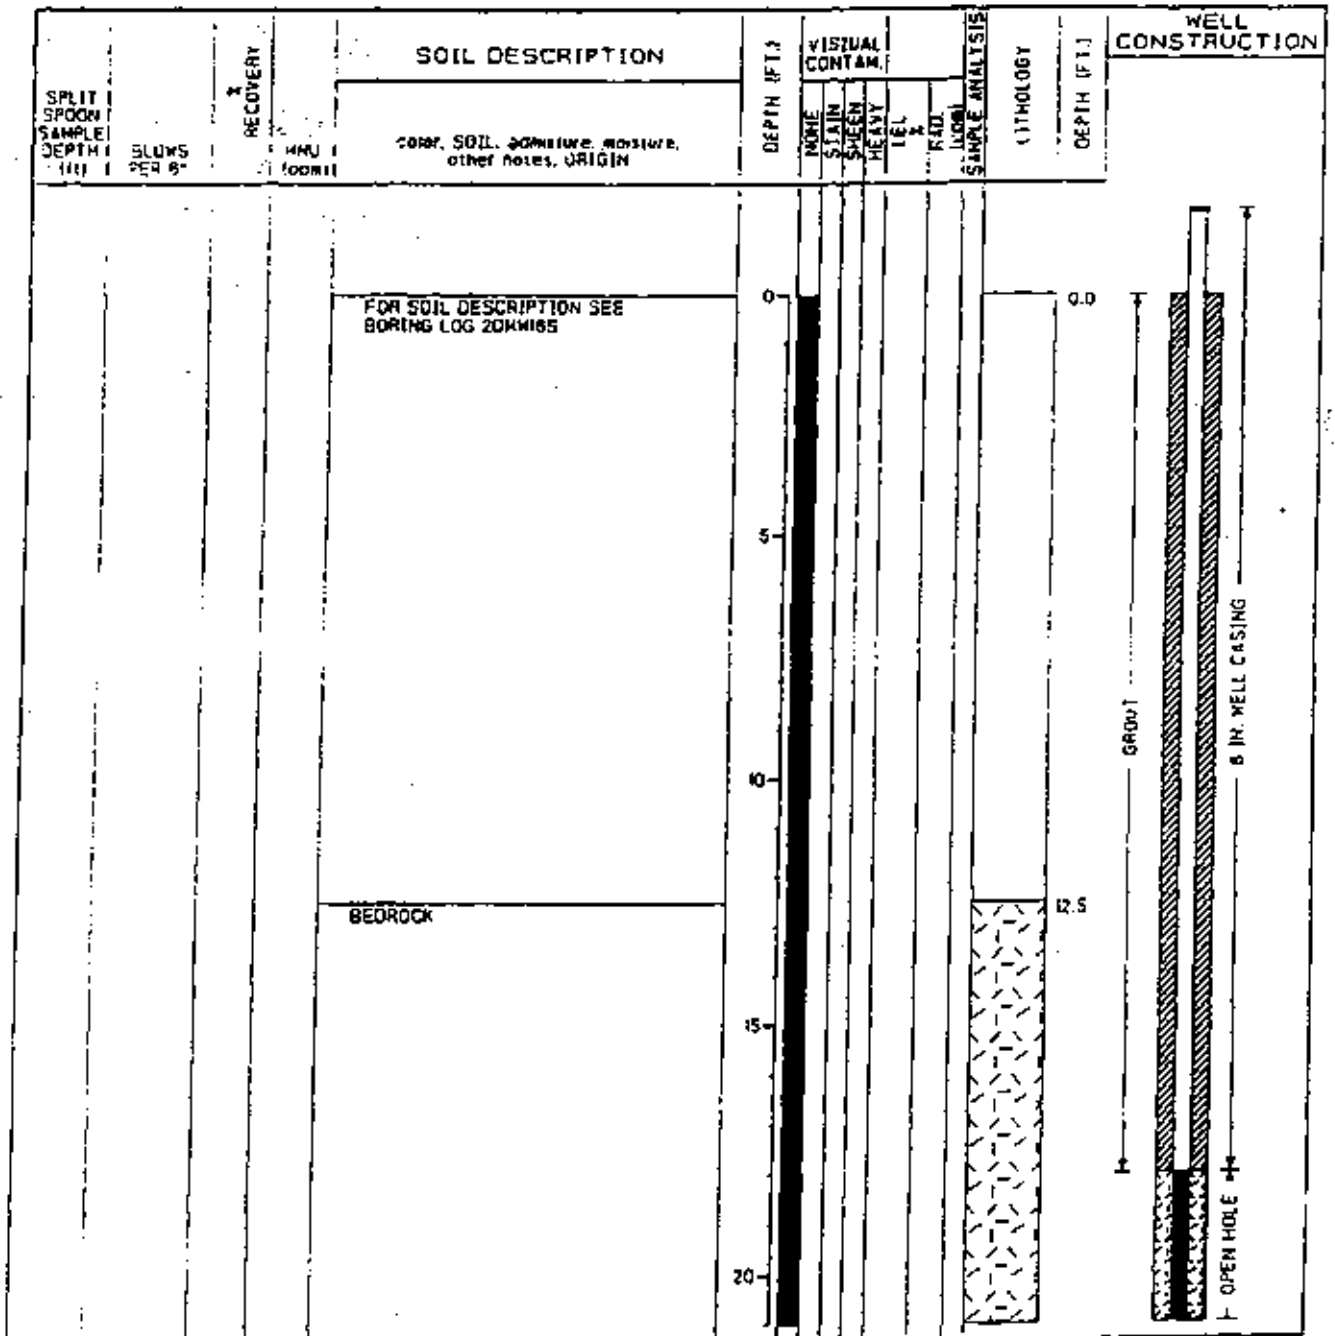 SOIL DESCRIPTION
color, SOIL, admixture, moisture,
other notes, ORIGIN
SPLIT
SPOON
SAMPLE
DEPTH
BLOWS
PER 6"
%
RECOVERY
HNU
DEPTH (FT.)
VISIUAL
CONTAM.
NONE
STAIN
SHEEN
HEAVY
LEL
%
RAD.
SAMPLE ANALYSIS
LITHOLOGY
DEPTH (FT.)
WELL
CONSTRUCTION
FOR SOIL DESCRIPTION SEE
BORING LOG
0
0.0
5
10
BEDROCK
12.5
15
20
GROUT
6 IN. WELL CASING
OPEN HOLE